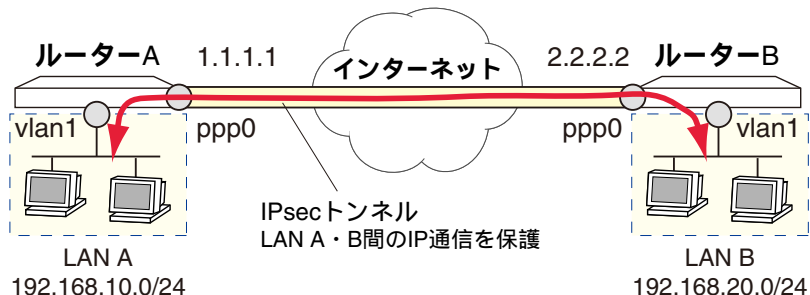 ルーターA
1.1.1.1
インターネット
2.2.2.2
ルーターB
vlan1
ppp0
ppp0
vlan1
IPsecトンネル
LAN A・B間のIP通信を保護
LAN A
192.168.10.0/24
LAN B
192.168.20.0/24